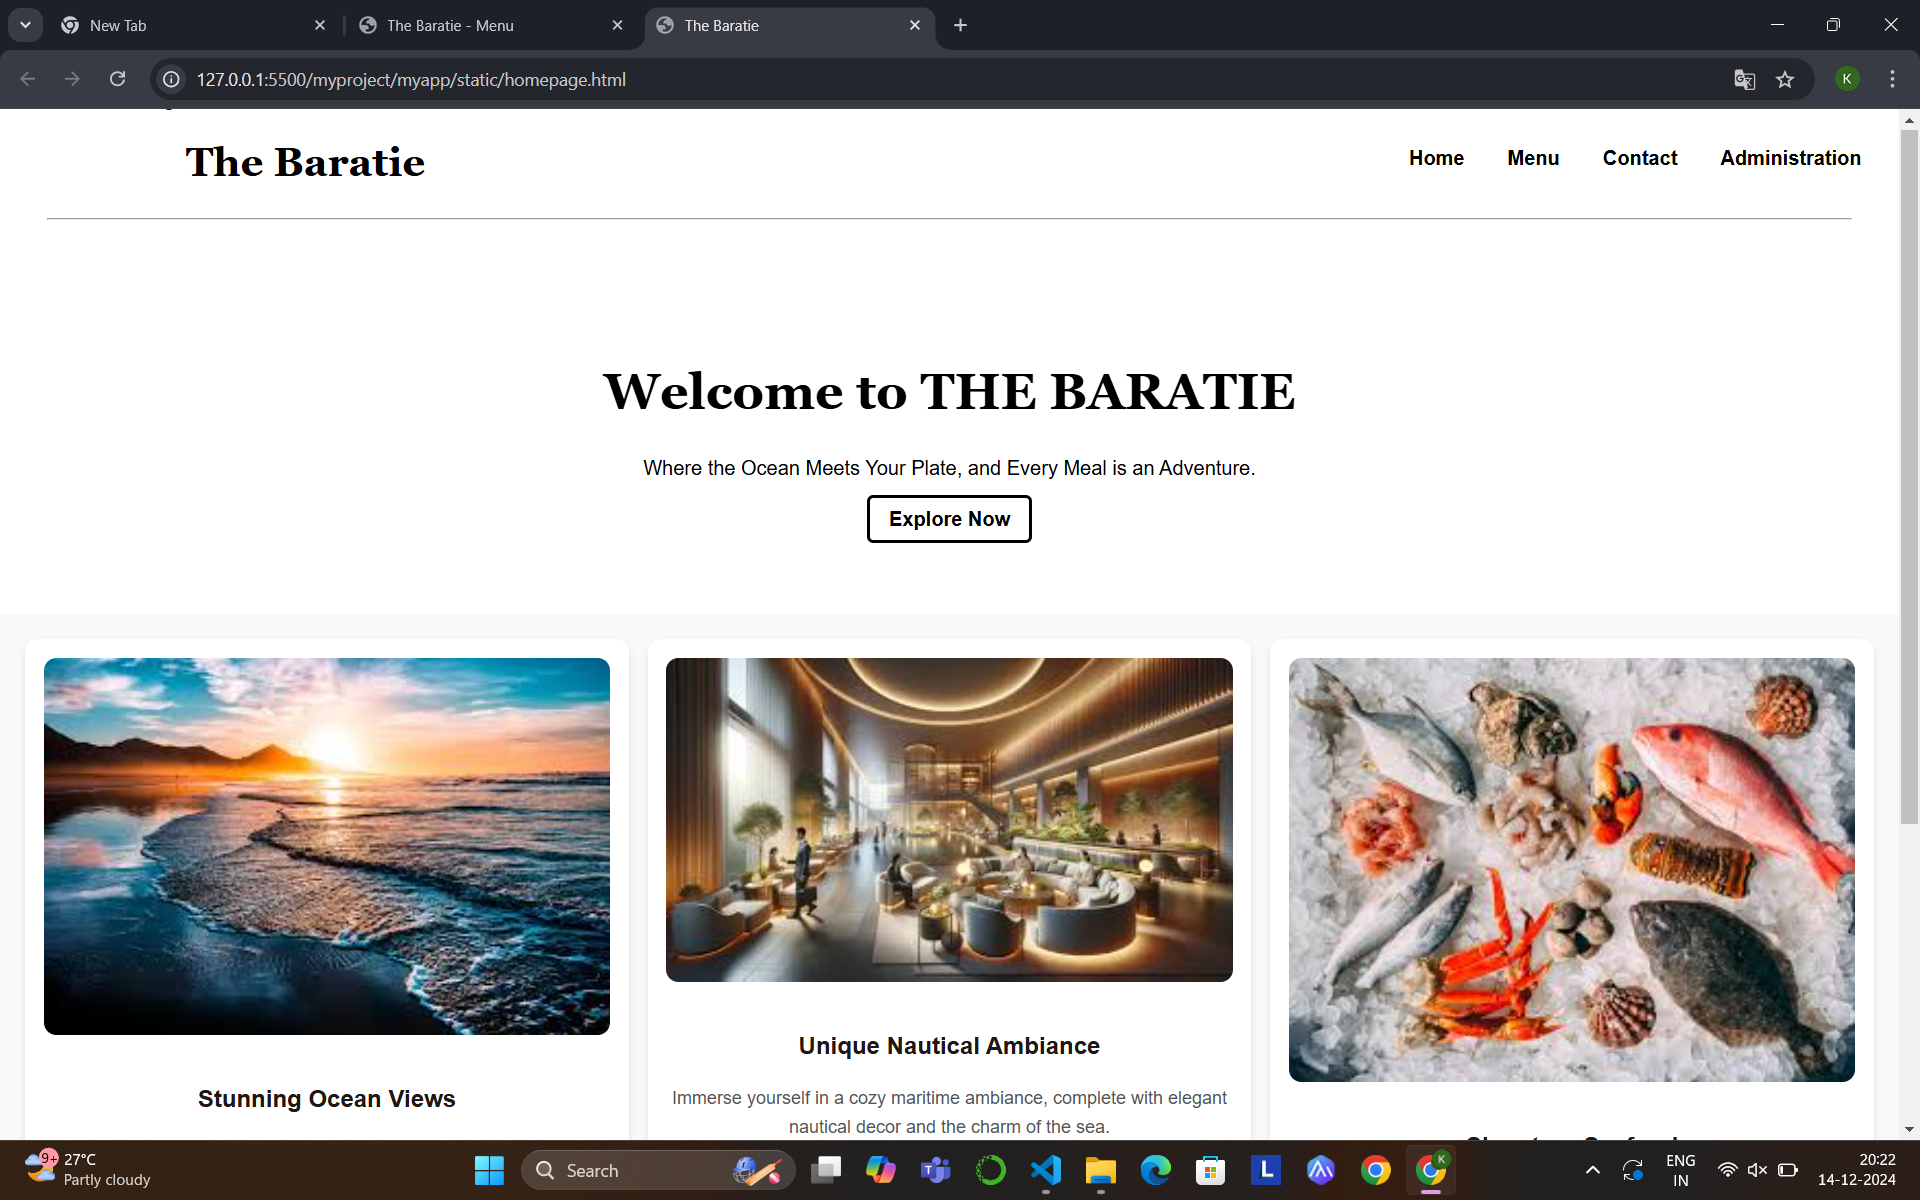 New Tab
The Baratie - Menu
The Baratie
127.0.0.1:5500/myproject/myapp/static/homepage.html
K
The Baratie
Home Menu Contact Administration
Welcome to THE BARATIE
Where the Ocean Meets Your Plate, and Every Meal is an Adventure.
Explore Now
Stunning Ocean Views
Unique Nautical Ambiance
Immerse yourself in a cozy maritime ambiance, complete with elegant
nautical decor and the charm of the sea.
9+
27°C
Partly cloudy
Search
L
K
ENG
IN
20:22
14-12-2024